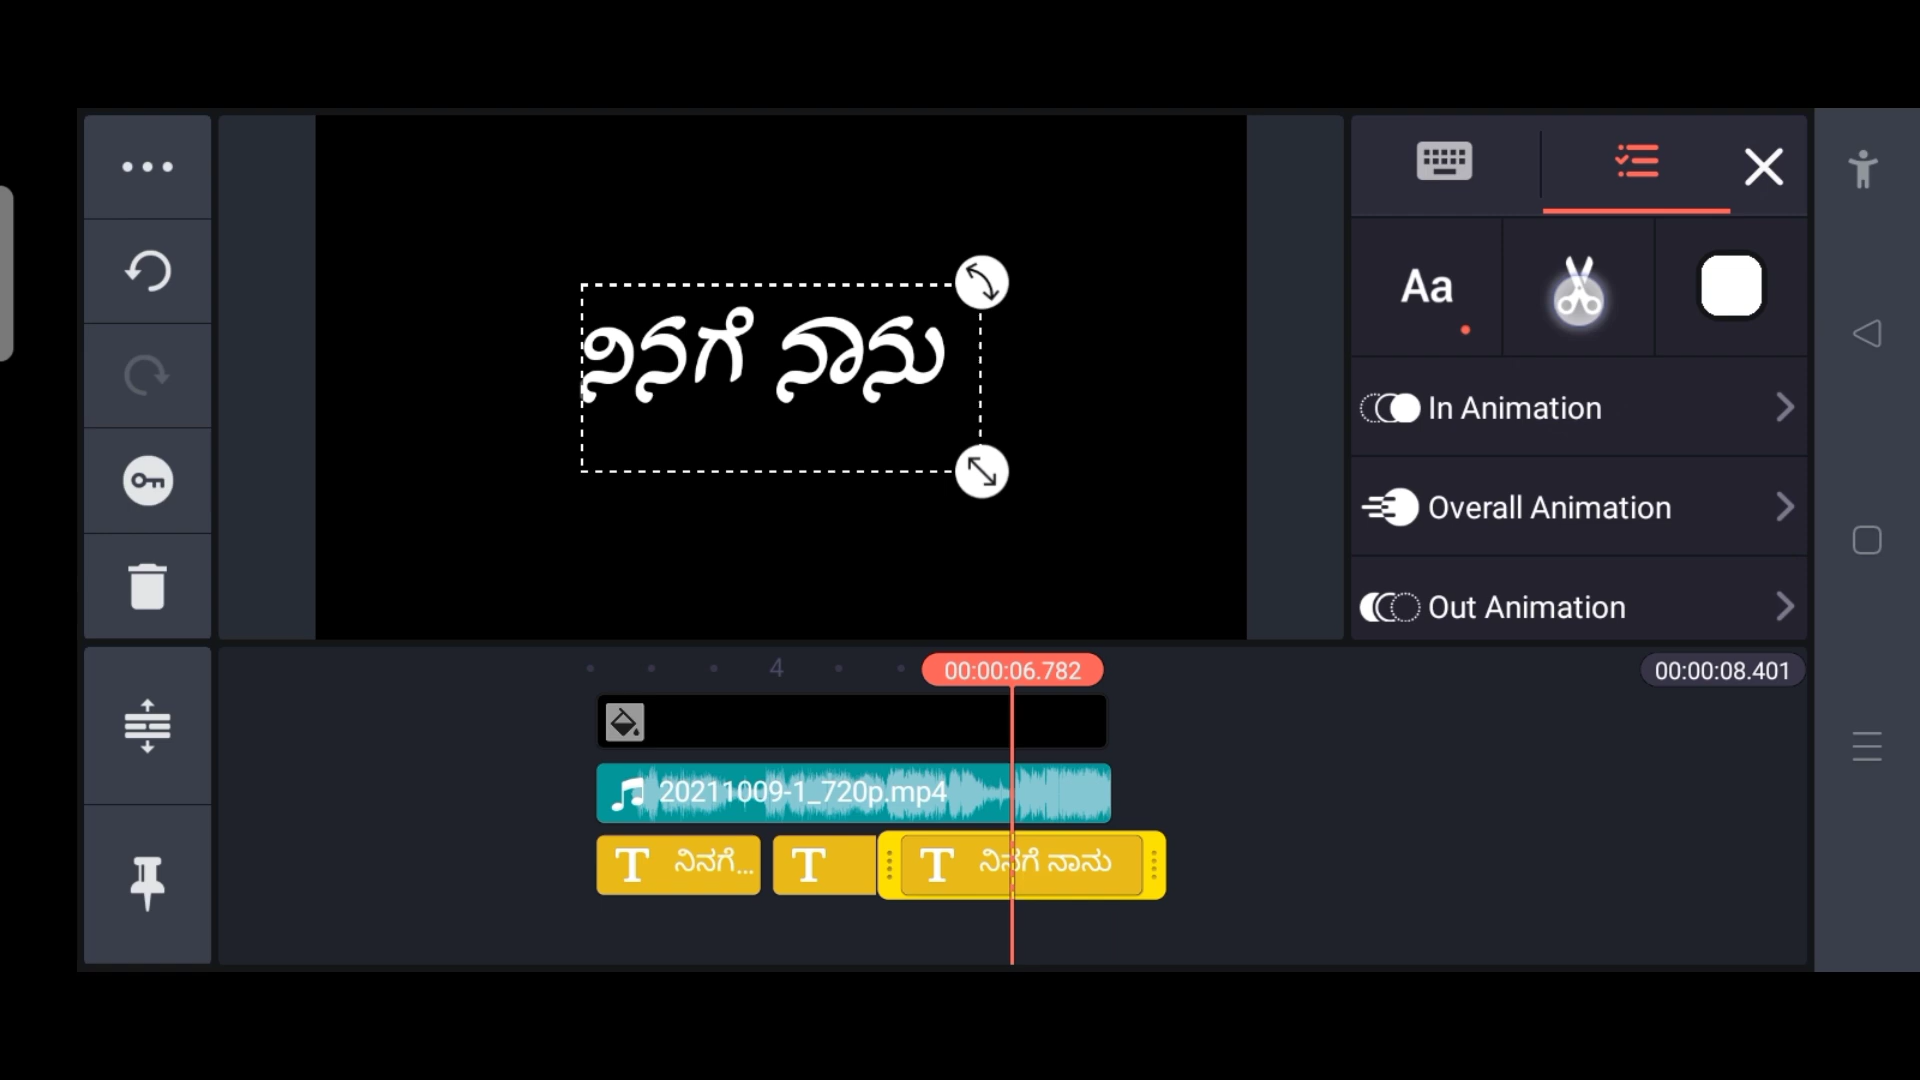 ನಿನಗೆ ನಾನು
Aa
In Animation
Overall Animation
Out Animation
4
00:00:06.782
00:00:08.401
20211009-1_720p.mp4
T ನಿನಗೆ...
T
T ನಿನಗೆ ನಾನು